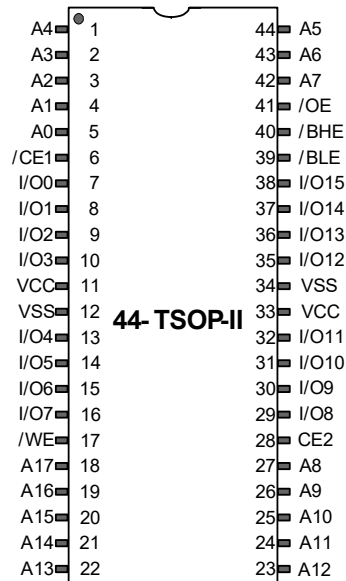 A4 1 44 A5
A3 2 43 A6
A2 3 42 A7
A1 4 41 /OE
A0 5 40 /BHE
/CE1 6 39 /BLE
I/O0 7 38 I/O15
I/O1 8 37 I/O14
I/O2 9 36 I/O13
I/O3 10 35 I/O12
VCC 11 34 VSS
VSS 12 33 VCC
44-TSOP-II
I/O4 13 32 I/O11
I/O5 14 31 I/O10
I/O6 15 30 I/O9
I/O7 16 29 I/O8
/WE 17 28 CE2
A17 18 27 A8
A16 19 26 A9
A15 20 25 A10
A14 21 24 A11
A13 22 23 A12